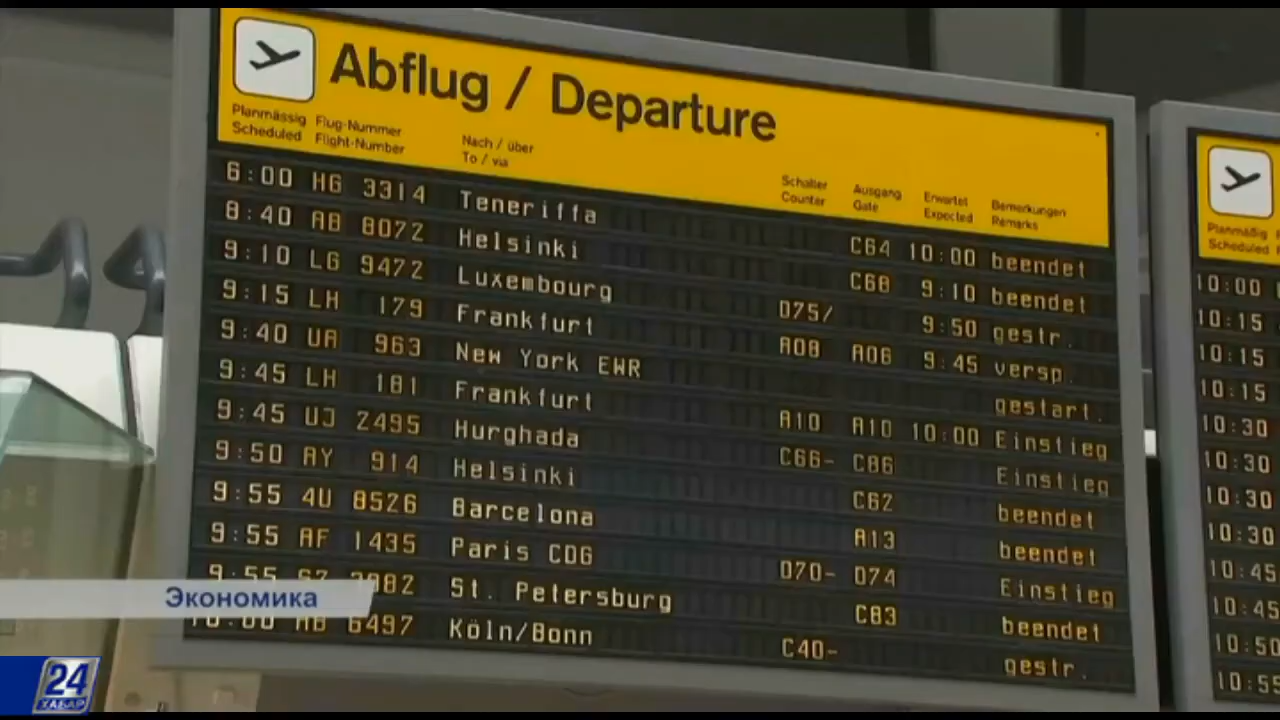 Abflug / Departure
Planmässig Flug-Nummer Nach / über Schalter Ausgang Erwartet Bemerkungen
Scheduled Flight-Number To / via Counter Gate Expected Remarks
6:00 HG 3314 Teneriffa C64 10:00 beendet
8:40 AB 8072 Helsinki C68 9:10 beendet
9:10 LG 9472 Luxembourg D75/ 9:50 gestr.
9:15 LH 179 Frankfurt A08 A06 9:45 versp.
9:40 UA 963 New York EWR gestart.
9:45 LH 181 Frankfurt A10 A10 10:00 Einstieg
9:45 UJ 2495 Hurghada C66- C86 Einstieg
9:50 AY 914 Helsinki C62 beendet
9:55 4U 8526 Barcelona A13 beendet
9:55 AF 1435 Paris CDG D70- D74 Einstieg
9:55 St. Petersburg C83 beendet
10:00 AB 6497 Köln/Bonn C40- gestr.
Planmäßig
Scheduled
10:00
10:15
10:15
10:15
10:30
10:30
10:30
10:30
10:45
10:45
10:50
10:55
Экономика
24
ХАБАР